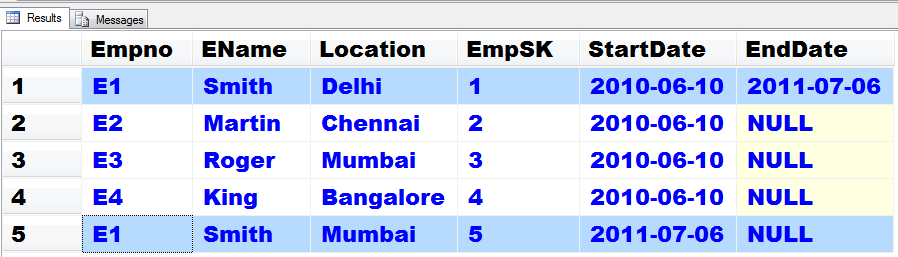 Results Messages
Empno EName Location EmpSK StartDate EndDate
1 E1 Smith Delhi 1 2010-06-10 2011-07-06
2 E2 Martin Chennai 2 2010-06-10 NULL
3 E3 Roger Mumbai 3 2010-06-10 NULL
4 E4 King Bangalore 4 2010-06-10 NULL
5 E1 Smith Mumbai 5 2011-07-06 NULL